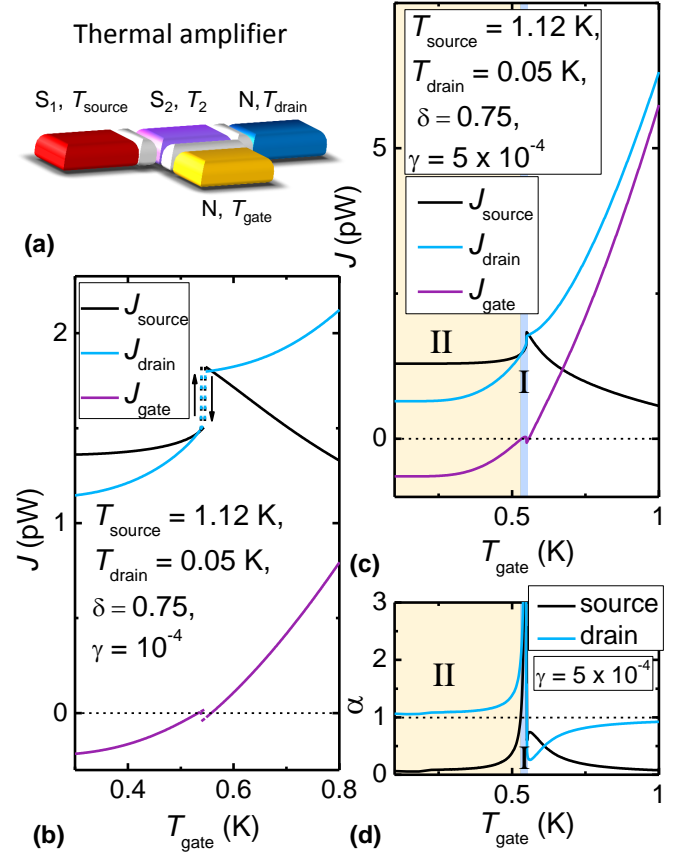 Thermal amplifier
S1, Tsource
S2, T2
N, Tdrain
N, Tgate
(a)
Jsource
Jdrain
Jgate
2
1
0
J (pW)
Tsource = 1.12 K,
Tdrain = 0.05 K,
δ = 0.75,
γ = 10-4
0.4
0.6
0.8
Tgate (K)
(b)
Tsource = 1.12 K,
Tdrain = 0.05 K,
δ = 0.75,
γ = 5 x 10-4
Jsource
Jdrain
Jgate
5
0
J (pW)
II
I
0.5
1
Tgate (K)
(c)
source
drain
γ = 5 x 10-4
3
2
1
0
α
II
I
0.5
1
Tgate (K)
(d)